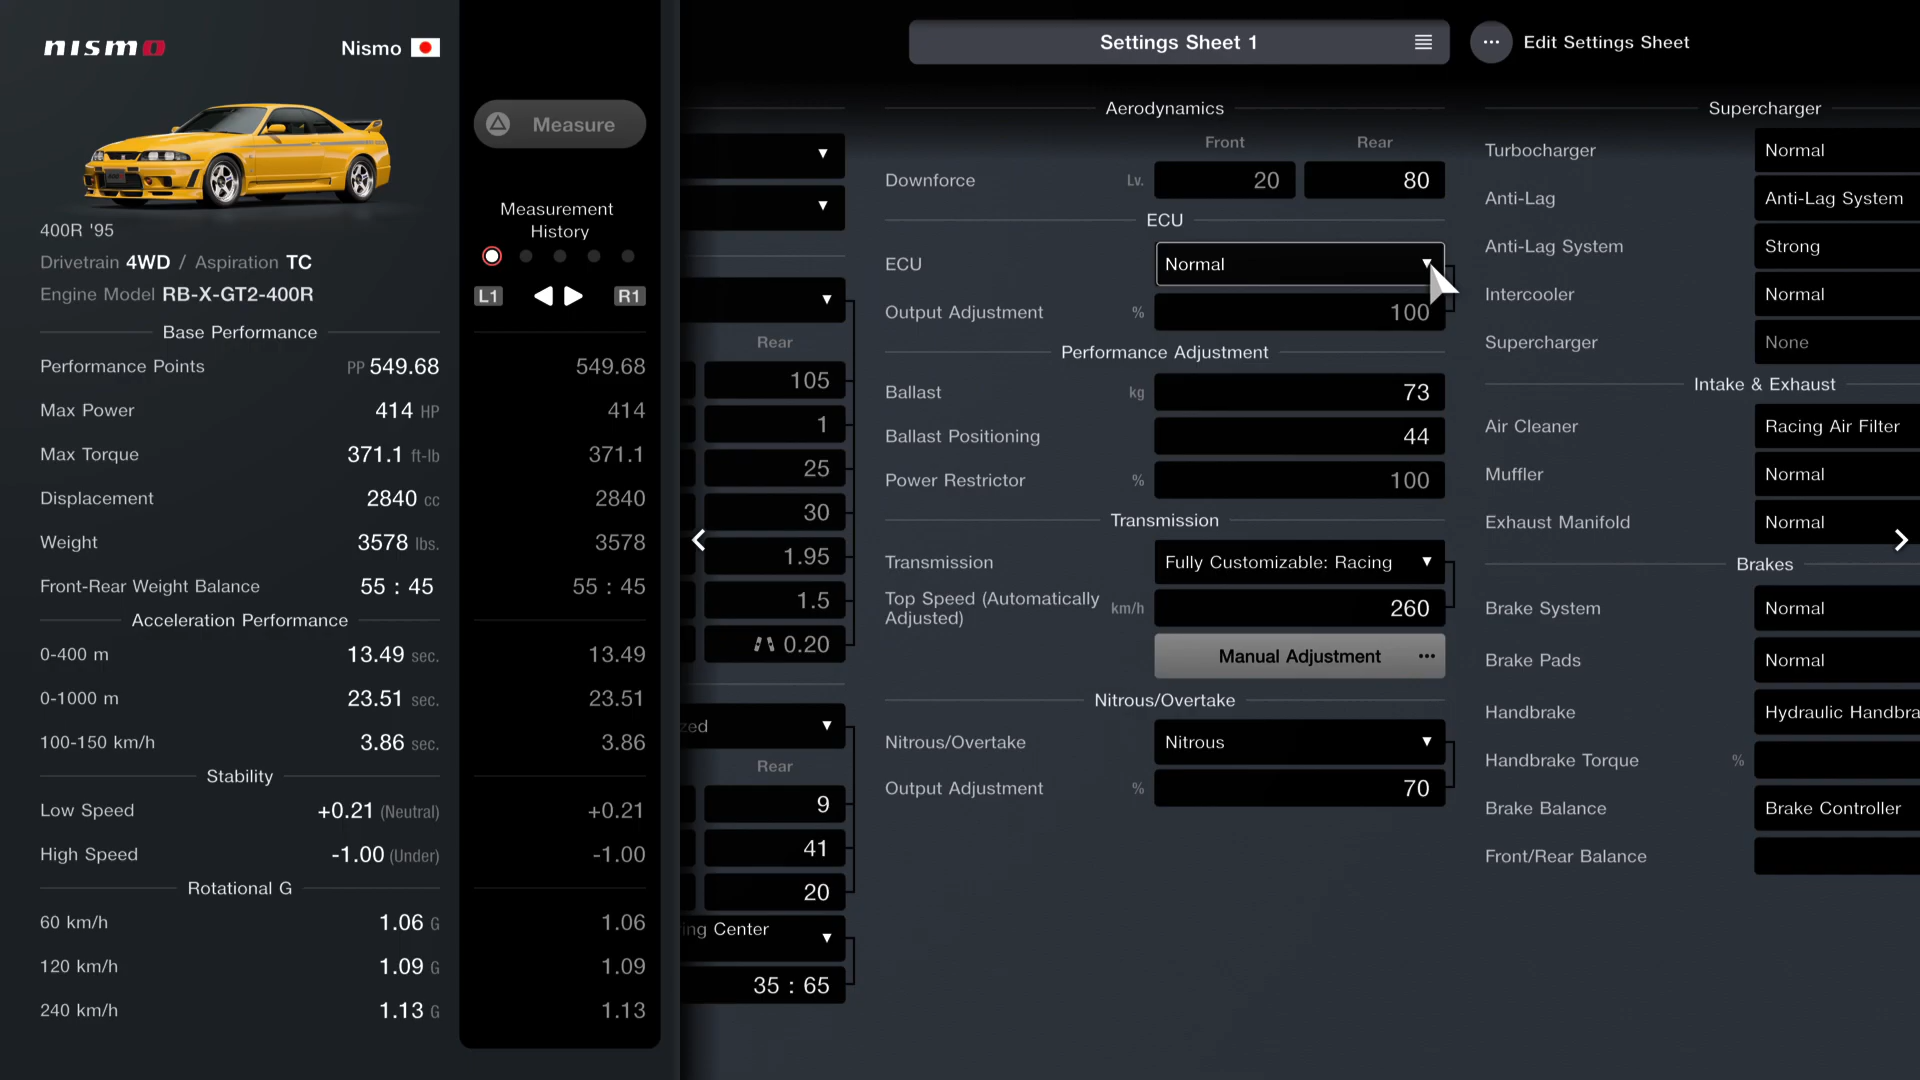 nismo
Nismo
400R '95
Drivetrain 4WD / Aspiration TC
Engine Model RB-X-GT2-400R
Base Performance
Performance Points PP 549.68
Max Power 414 HP
Max Torque 371.1 ft-lb
Displacement 2840 cc
Weight 3578 lbs.
Front-Rear Weight Balance 55 : 45
Acceleration Performance
0-400 m 13.49 sec.
0-1000 m 23.51 sec.
100-150 km/h 3.86 sec.
Stability
Low Speed +0.21 (Neutral)
High Speed -1.00 (Under)
Rotational G
60 km/h 1.06 G
120 km/h 1.09 G
240 km/h 1.13 G
Measure
Measurement
History
L1 R1
549.68
414
371.1
2840
3578
55 : 45
13.49
23.51
3.86
+0.21
-1.00
1.06
1.09
1.13
Settings Sheet 1
Edit Settings Sheet
Rear
105
1
25
30
1.95
1.5
0.20
zed
Rear
9
41
20
ing Center
35 : 65
Aerodynamics
Front Rear
Downforce Lv. 20 80
ECU
ECU Normal
Output Adjustment % 100
Performance Adjustment
Ballast kg 73
Ballast Positioning 44
Power Restrictor % 100
Transmission
Transmission Fully Customizable: Racing
Top Speed (Automatically
Adjusted) km/h 260
Manual Adjustment
Nitrous/Overtake
Nitrous/Overtake Nitrous
Output Adjustment % 70
Supercharger
Turbocharger Normal
Anti-Lag Anti-Lag System
Anti-Lag System Strong
Intercooler Normal
Supercharger None
Intake & Exhaust
Air Cleaner Racing Air Filter
Muffler Normal
Exhaust Manifold Normal
Brakes
Brake System Normal
Brake Pads Normal
Handbrake Hydraulic Handbra
Handbrake Torque %
Brake Balance Brake Controller
Front/Rear Balance